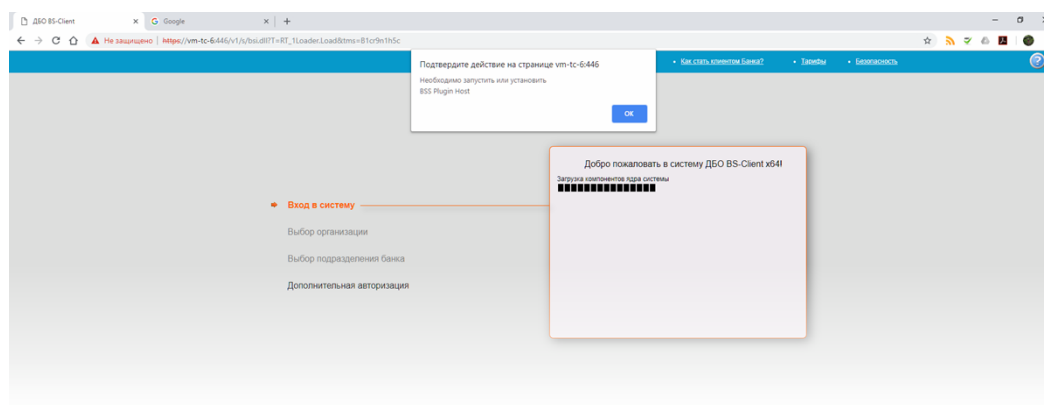 ДБО BS-Client
Google
Не защищено | https://vm-tc-6:446/v1/s/bsi.dll?T=RT_1Loader.Load&tms=81cr9n1h5c
Подтвердите действие на странице vm-tc-6:446
Необходимо запустить или установить
BSS Plugin Host
ОК
• Как стать клиентом Банка?
• Тарифы
• Безопасность
Добро пожаловать в систему ДБО BS-Client x64!
Загрузка компонентов ядра системы
Вход в систему
Выбор организации
Выбор подразделения банка
Дополнительная авторизация